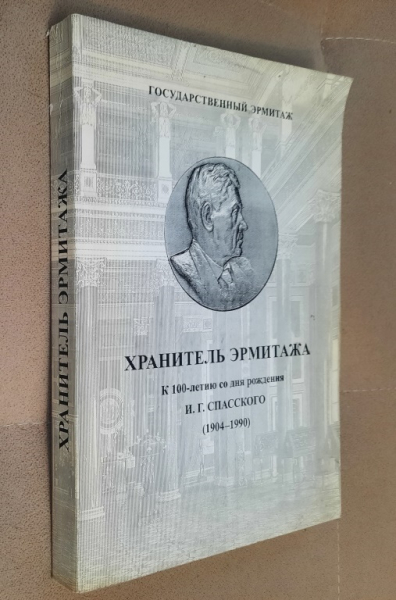 ГОСУДАРСТВЕННЫЙ ЭРМИТАЖ
ХРАНИТЕЛЬ ЭРМИТАЖА
К 100-летию со дня рождения
И. Г. СПАССКОГО
(1904–1990)
ХРАНИТЕЛЬ ЭРМИТАЖА